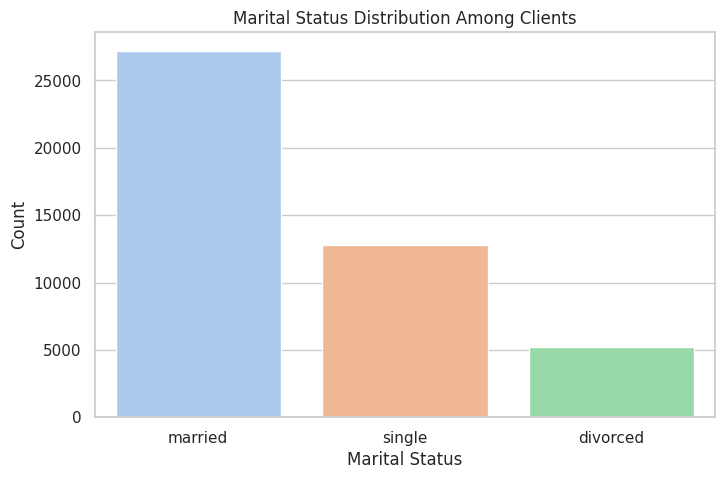 Marital Status Distribution Among Clients
Count
25000
20000
15000
10000
5000
0
married
single
divorced
Marital Status